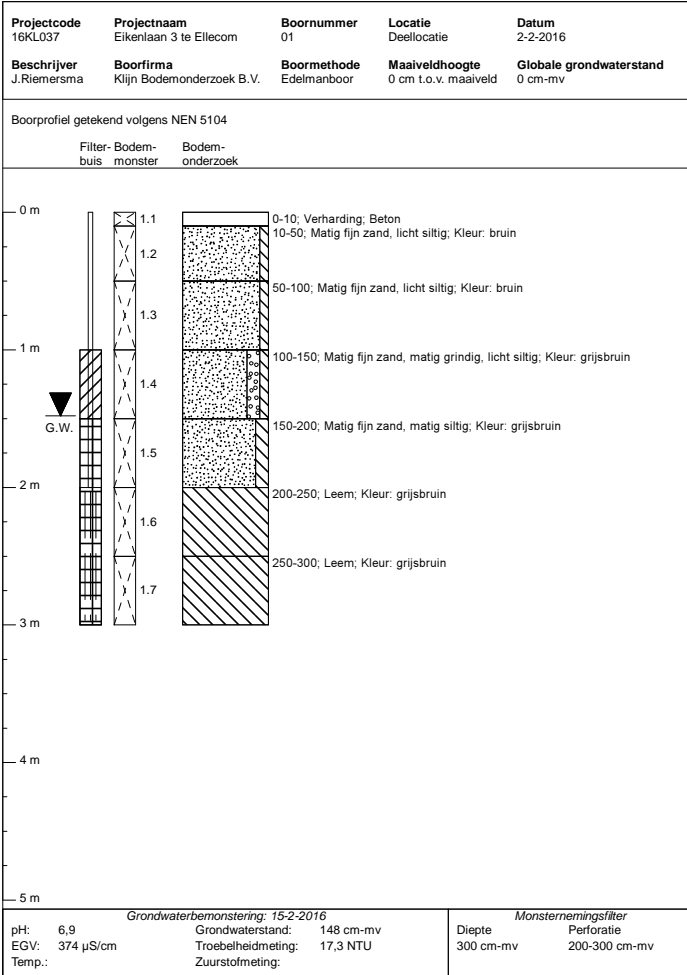 Projectcode Projectnaam Boornummer Locatie Datum
16KL037 Eikenlaan 3 te Ellecom 01 Deellocatie 2-2-2016
Beschrijver Boorfirma Boormethode Maaiveldhoogte Globale grondwaterstand
J.Riemersma Klijn Bodemonderzoek B.V. Edelmanboor 0 cm t.o.v. maaiveld 0 cm-mv
Boorprofiel getekend volgens NEN 5104
Filter- Bodem- Bodem-
buis monster onderzoek
0 m
1.1
0-10; Verharding; Beton
10-50; Matig fijn zand, licht siltig; Kleur: bruin
1.2
50-100; Matig fijn zand, licht siltig; Kleur: bruin
1.3
1 m
100-150; Matig fijn zand, matig grindig, licht siltig; Kleur: grijsbruin
1.4
G.W.
150-200; Matig fijn zand, matig siltig; Kleur: grijsbruin
1.5
2 m
200-250; Leem; Kleur: grijsbruin
1.6
250-300; Leem; Kleur: grijsbruin
1.7
3 m
4 m
5 m
Grondwaterbemonstering: 15-2-2016 Monsternemingsfilter
pH: 6,9 Grondwaterstand: 148 cm-mv Diepte Perforatie
EGV: 374 µS/cm Troebelheidmeting: 17,3 NTU 300 cm-mv 200-300 cm-mv
Temp.: Zuurstofmeting: